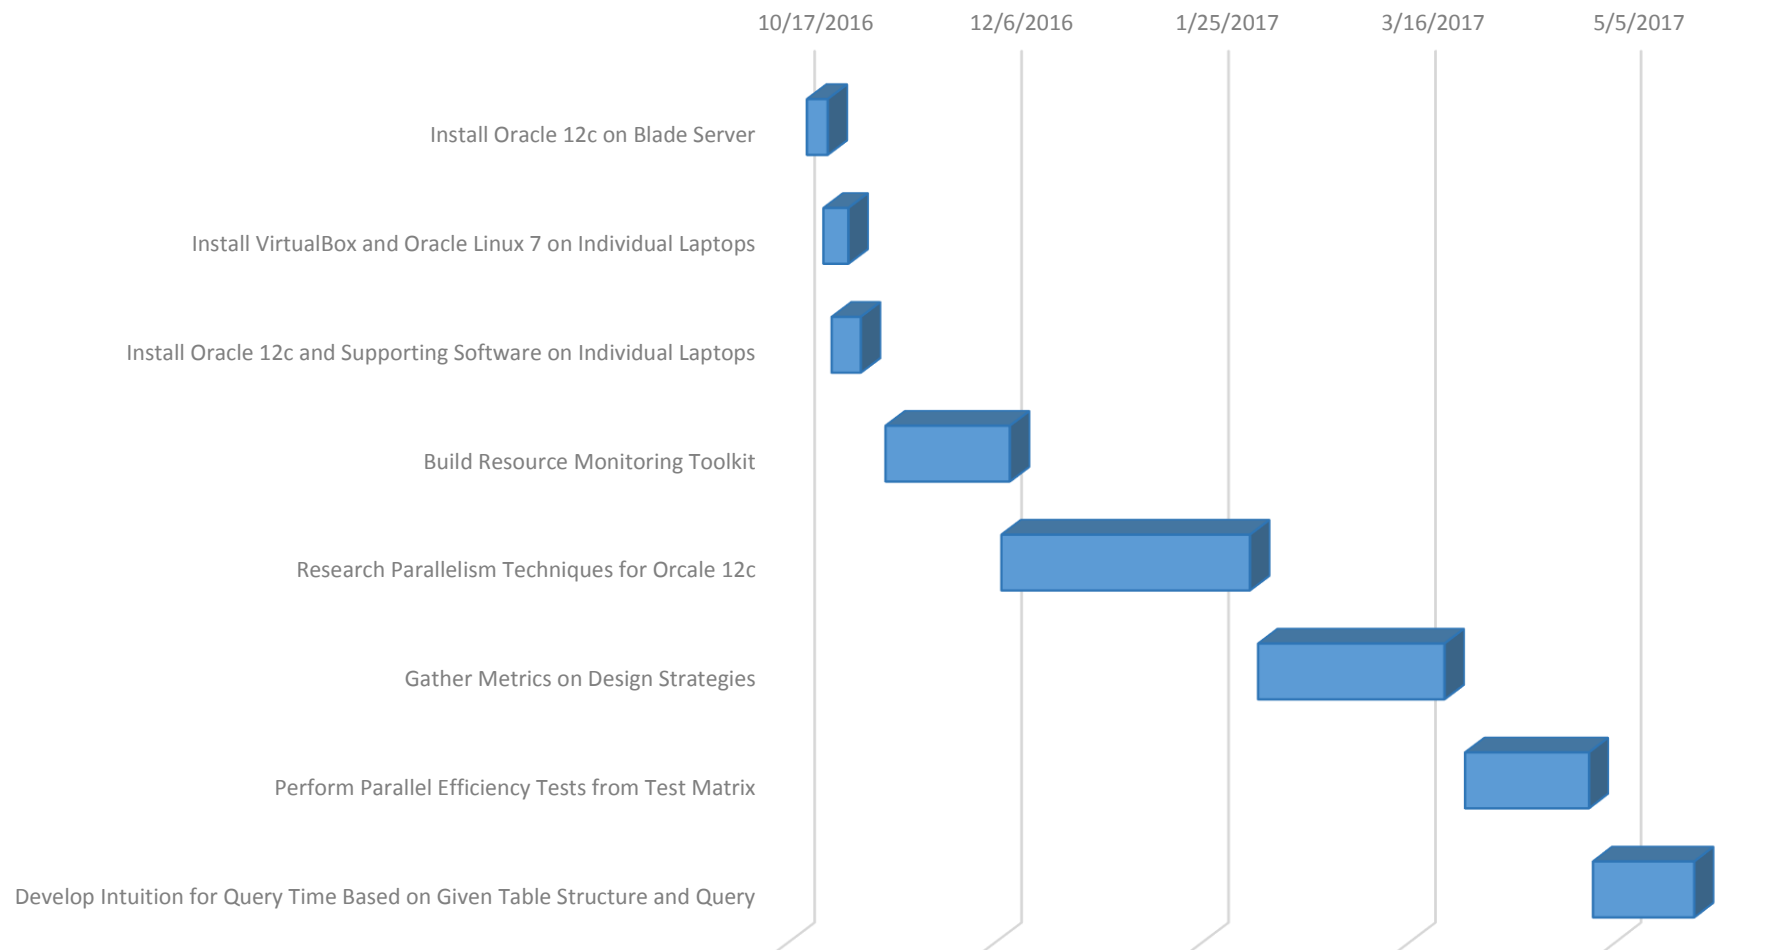 10/17/2016 12/6/2016 1/25/2017 3/16/2017 5/5/2017
Install Oracle 12c on Blade Server
Install VirtualBox and Oracle Linux 7 on Individual Laptops
Install Oracle 12c and Supporting Software on Individual Laptops
Build Resource Monitoring Toolkit
Research Parallelism Techniques for Orcale 12c
Gather Metrics on Design Strategies
Perform Parallel Efficiency Tests from Test Matrix
Develop Intuition for Query Time Based on Given Table Structure and Query